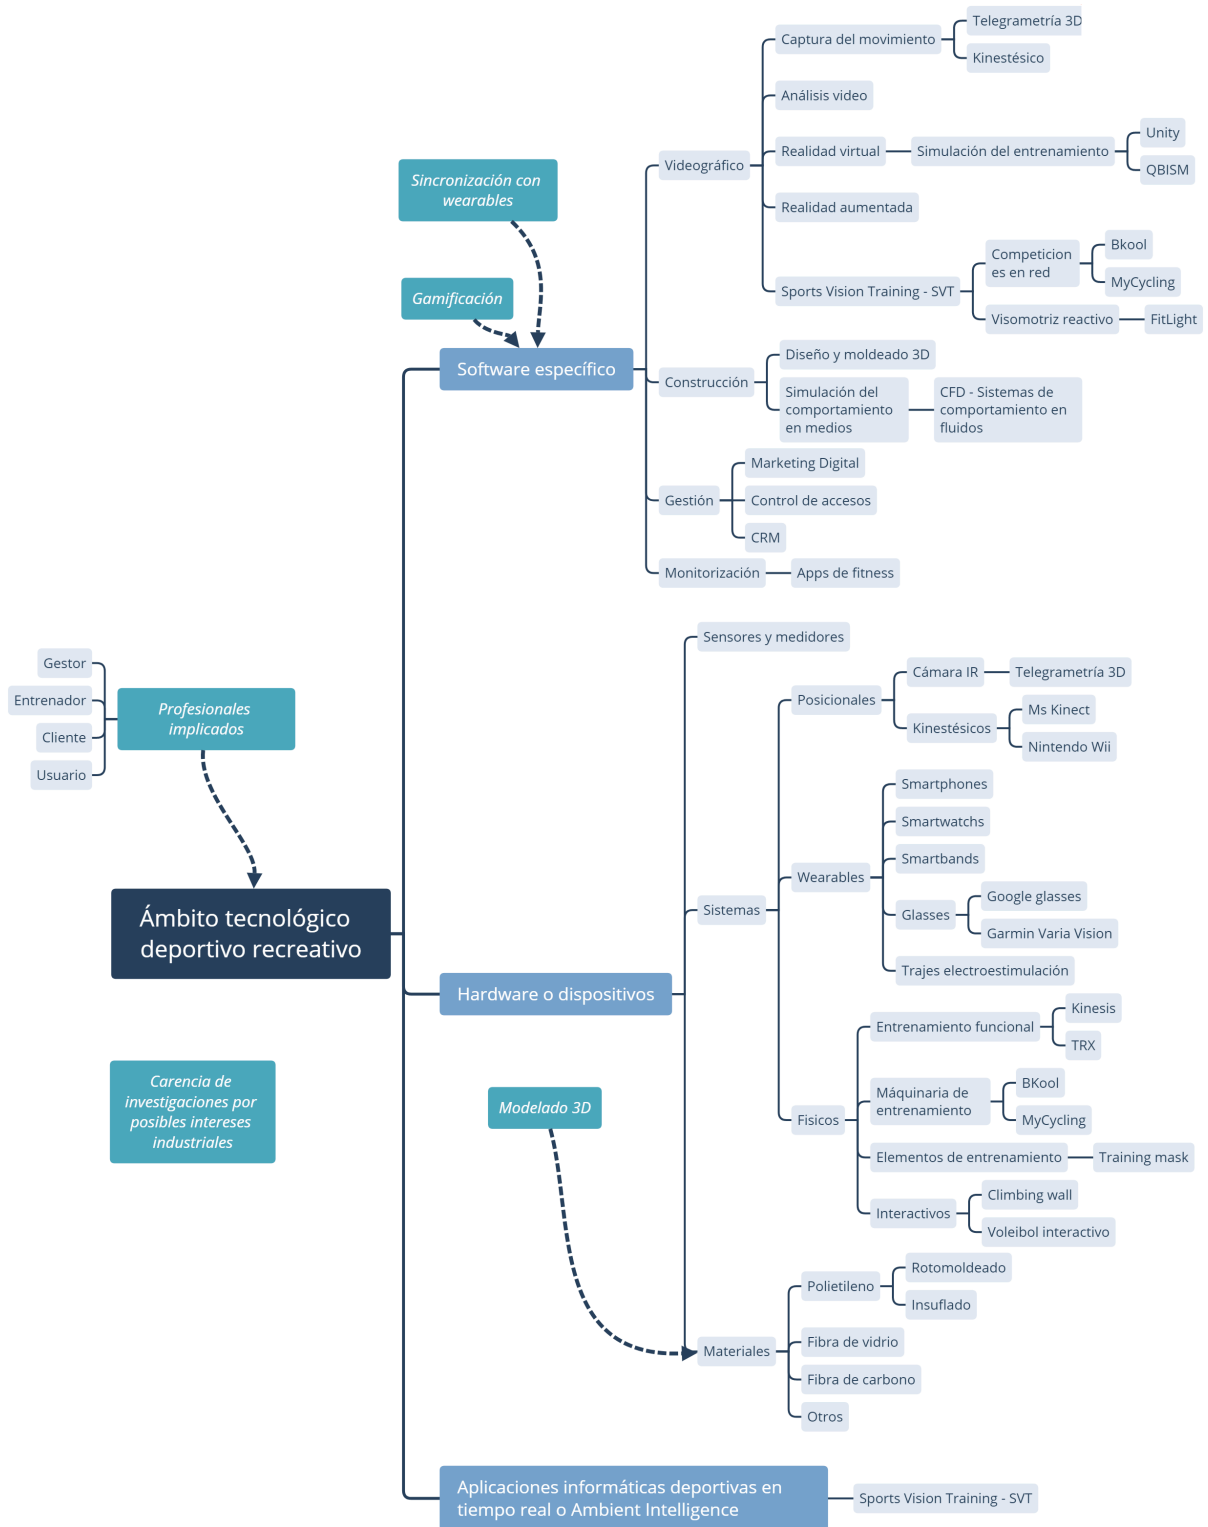 Telegrametría 3D
Captura del movimiento
Kinestésico
Análisis video
Unity
Realidad virtual
Simulación del entrenamiento
QBISM
Videográfico
Sincronización con
wearables
Realidad aumentada
Competicion
es en red
Bkool
MyCycling
Sports Vision Training - SVT
Visomotriz reactivo
FitLight
Gamificación
Software específico
Diseño y moldeado 3D
Construcción
Simulación del
comportamiento
en medios
CFD - Sistemas de
comportamiento en
fluidos
Marketing Digital
Gestión
Control de accesos
CRM
Monitorización
Apps de fitness
Sensores y medidores
Gestor
Entrenador
Cliente
Usuario
Profesionales
implicados
Posicionales
Cámara IR
Telegrametría 3D
Kinestésicos
Ms Kinect
Nintendo Wii
Smartphones
Smartwatchs
Smartbands
Wearables
Sistemas
Glasses
Google glasses
Garmin Varia Vision
Trajes electroestimulación
Ámbito tecnológico
deportivo recreativo
Hardware o dispositivos
Entrenamiento funcional
Kinesis
TRX
Carencia de
investigaciones por
posibles intereses
industriales
Modelado 3D
Fisicos
Máquinaria de
entrenamiento
BKool
MyCycling
Elementos de entrenamiento
Training mask
Interactivos
Climbing wall
Voleibol interactivo
Polietileno
Rotomoldeado
Insuflado
Materiales
Fibra de vidrio
Fibra de carbono
Otros
Aplicaciones informáticas deportivas en
tiempo real o Ambient Intelligence
Sports Vision Training - SVT